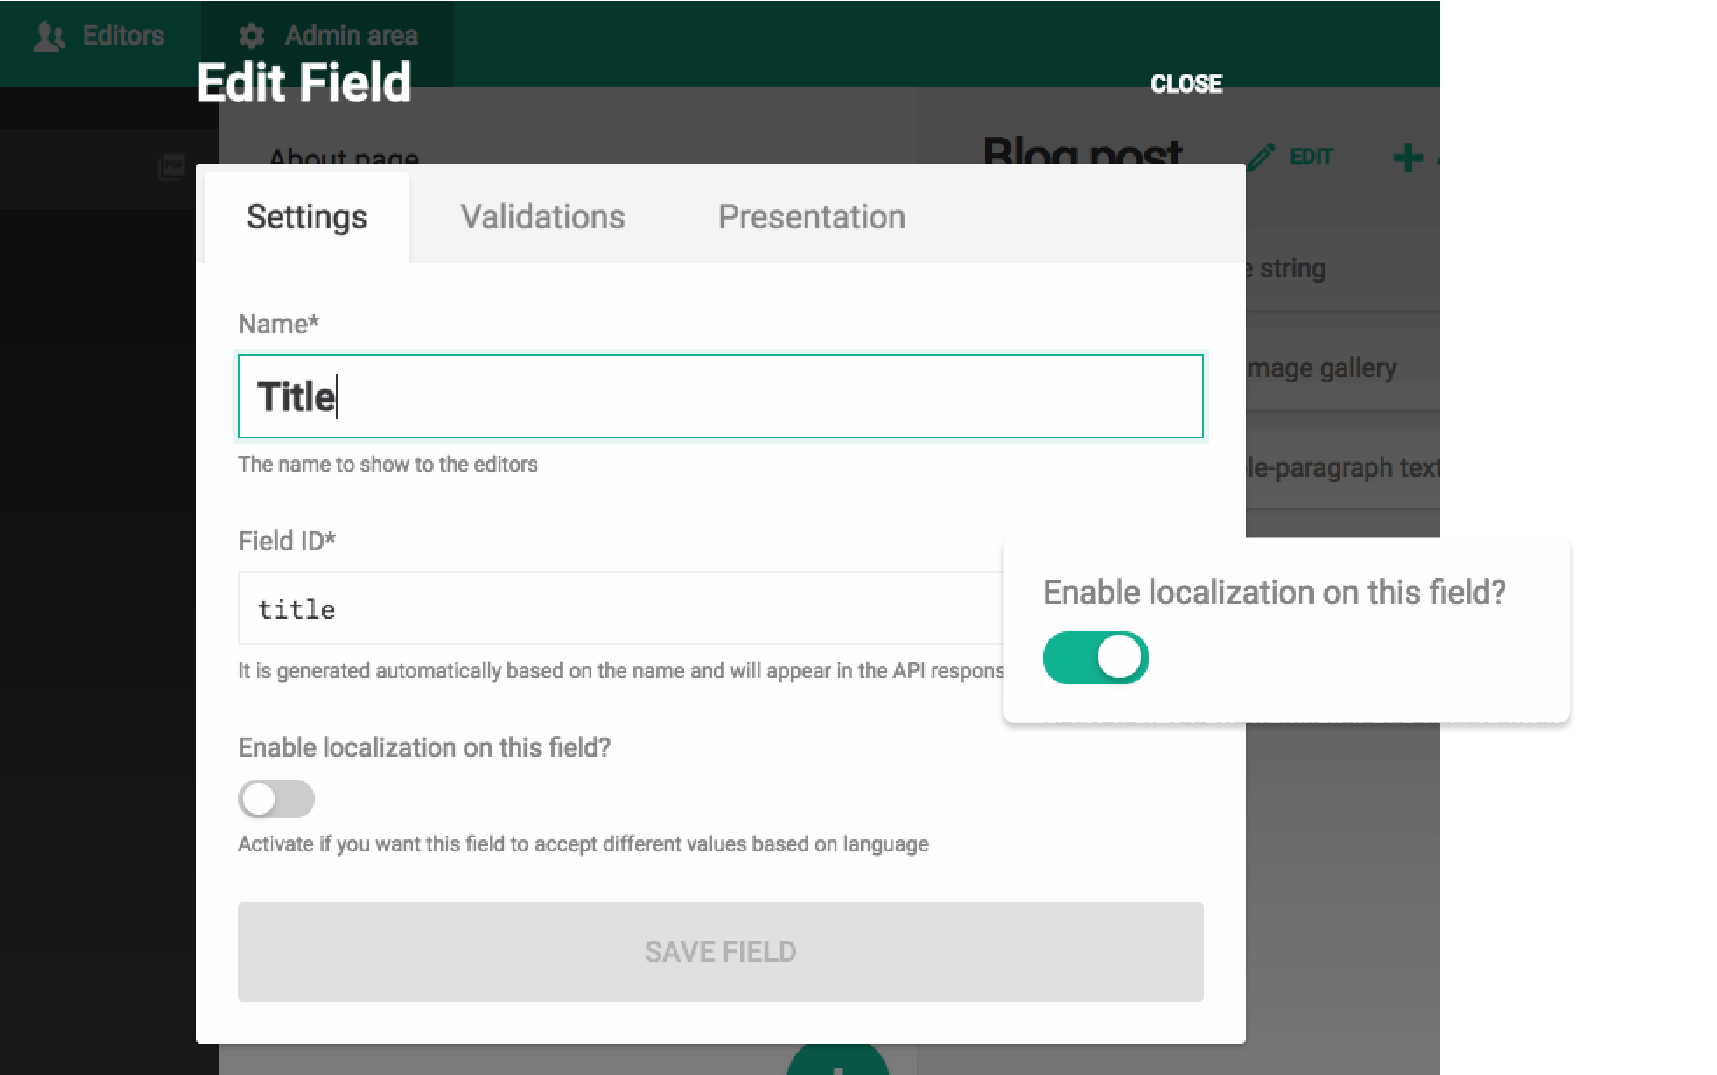 Editors
Admin area
Edit Field
CLOSE
About page
Blog post
EDIT
Settings
Validations
Presentation
string
Name*
Title
mage gallery
The name to show to the editors
le-paragraph text
Field ID*
title
It is generated automatically based on the name and will appear in the API respons
Enable localization on this field?
Enable localization on this field?
Activate if you want this field to accept different values based on language
SAVE FIELD